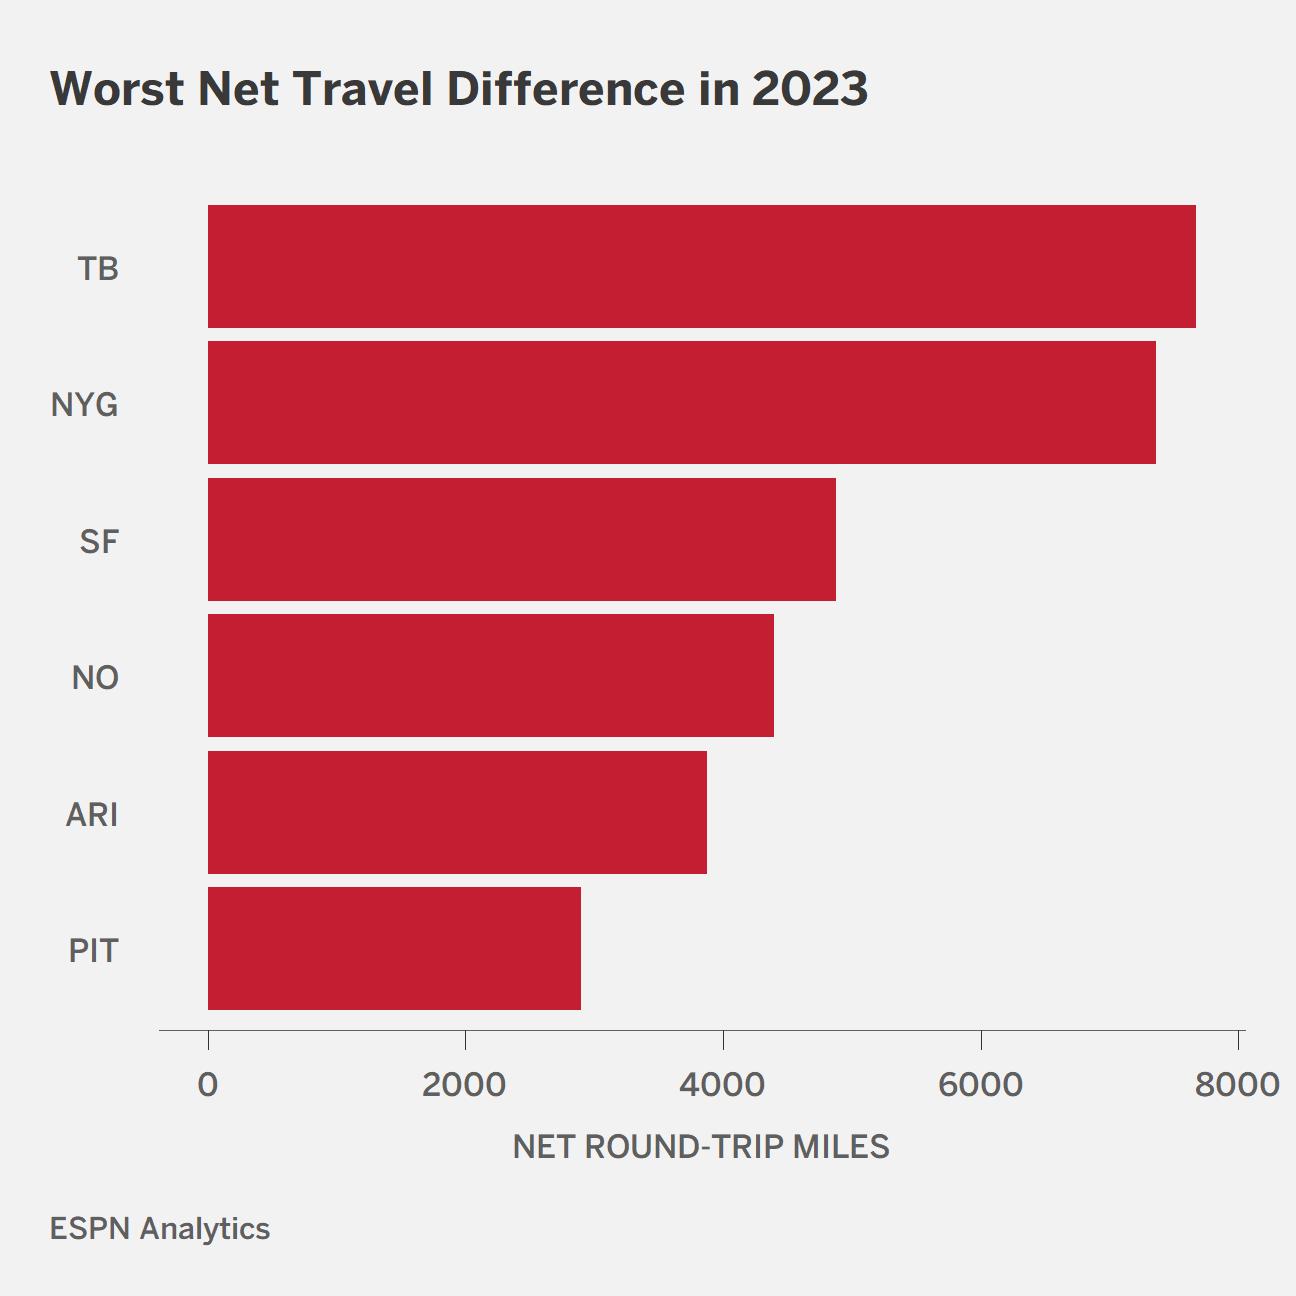 Worst Net Travel Difference in 2023
TB
NYG
SF
NO
ARI
PIT
0 2000 4000 6000 8000
NET ROUND-TRIP MILES
ESPN Analytics